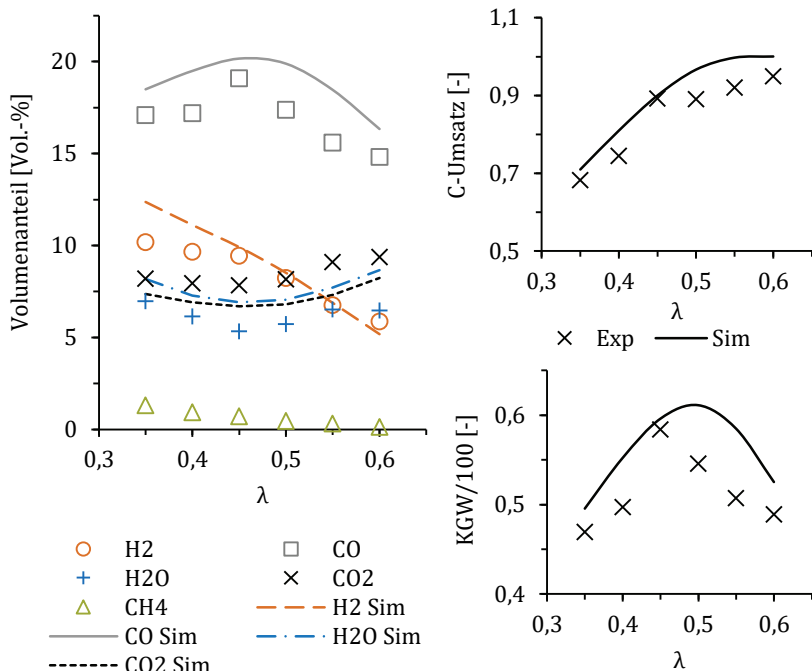 Volumenanteil [Vol.-%]
20
15
10
5
0
0,3
0,4
0,5
0,6
λ
H2
CO
H2O
CO2
CH4
H2 Sim
CO Sim
H2O Sim
CO2 Sim
C-Umsatz [-]
1,1
0,9
0,7
0,5
0,3
0,4
0,5
0,6
λ
Exp
Sim
KGW/100 [-]
0,6
0,5
0,4
0,3
0,4
0,5
0,6
λ